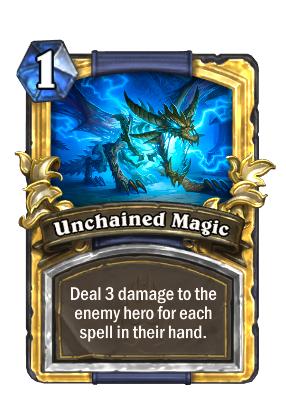 1
Unchained Magic
Deal 3 damage to the
enemy hero for each
spell in their hand.